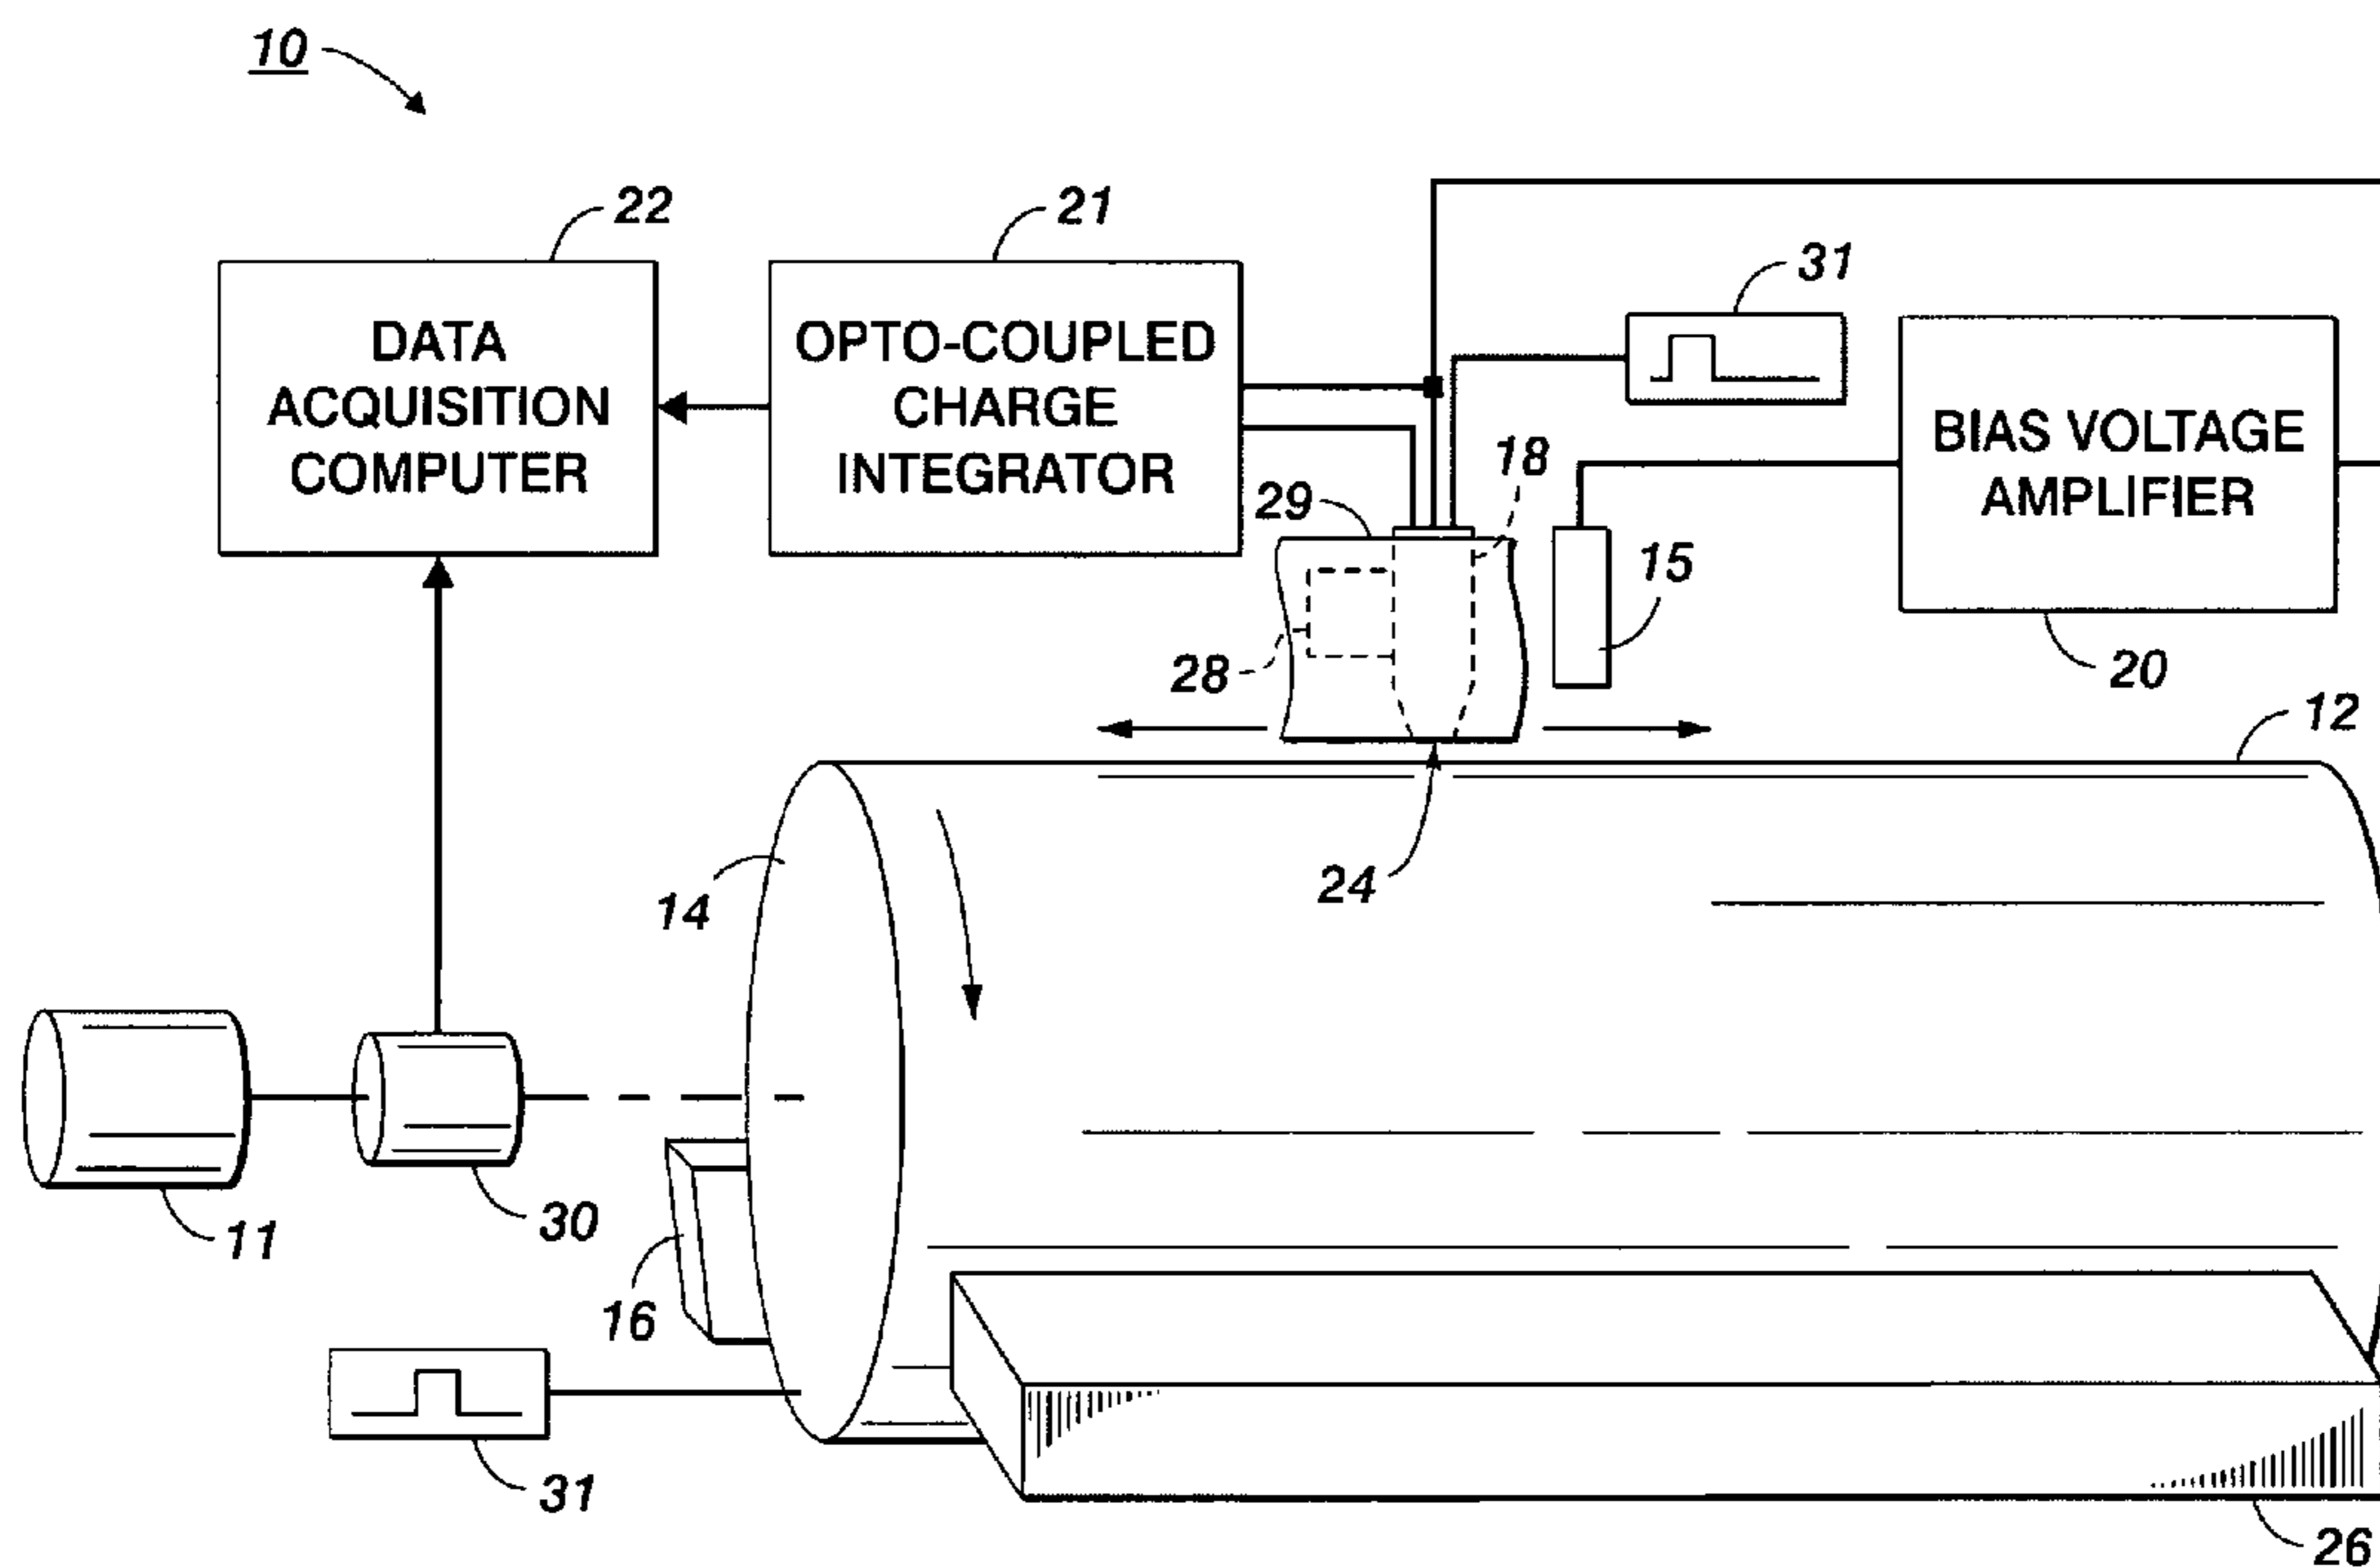 10
22
21
31
DATA
ACQUISITION
COMPUTER
OPTO-COUPLED
CHARGE
INTEGRATOR
BIAS VOLTAGE
AMPLIFIER
18
29
15
28
20
12
24
14
11
30
16
31
26